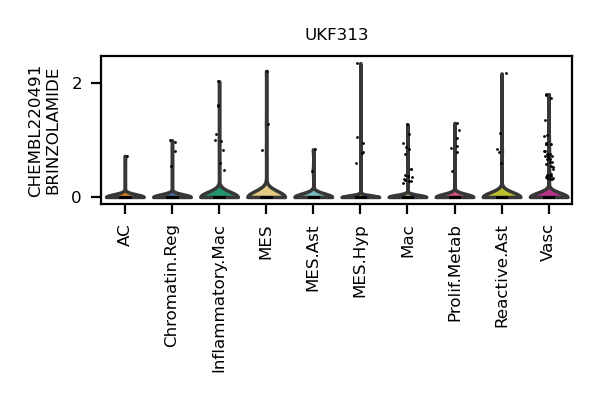 UKF313
CHEMBL220491
BRINZOLAMIDE
2
0
AC
Chromatin.Reg
Inflammatory.Mac
MES
MES.Ast
MES.Hyp
Mac
Prolif.Metab
Reactive.Ast
Vasc